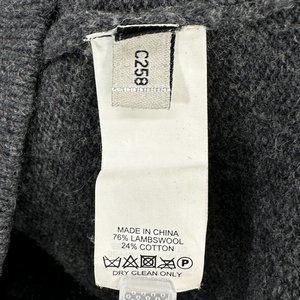 C258
MADE IN CHINA
76% LAMBSWOOL
24% COTTON
DRY CLEAN ONLY